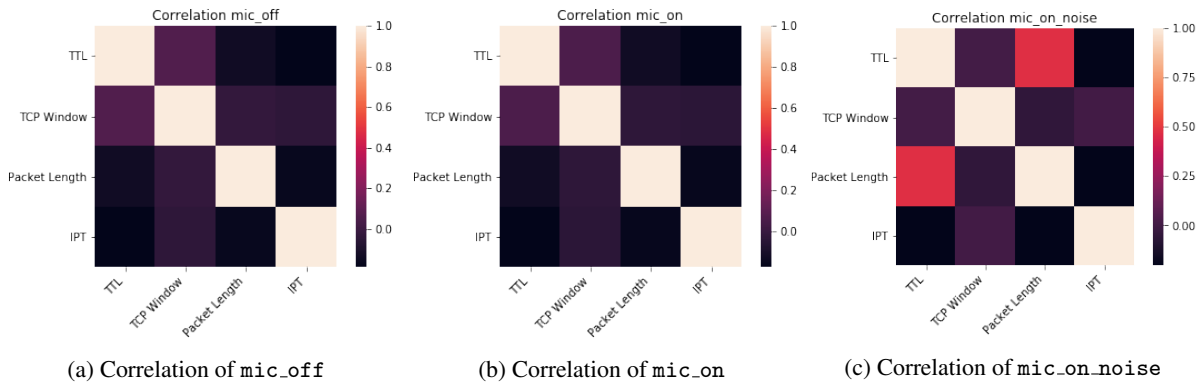 Correlation mic_off
1.0
0.8
0.6
0.4
0.2
0.0
TTL
TCP Window
Packet Length
IPT
TTL
TCP Window
Packet Length
IPT
(a) Correlation of mic_off
Correlation mic_on
1.0
0.8
0.6
0.4
0.2
0.0
TTL
TCP Window
Packet Length
IPT
TTL
TCP Window
Packet Length
IPT
(b) Correlation of mic_on
Correlation mic_on_noise
1.00
0.75
0.50
0.25
0.00
TTL
TCP Window
Packet Length
IPT
TTL
TCP Window
Packet Length
IPT
(c) Correlation of mic_on_noise